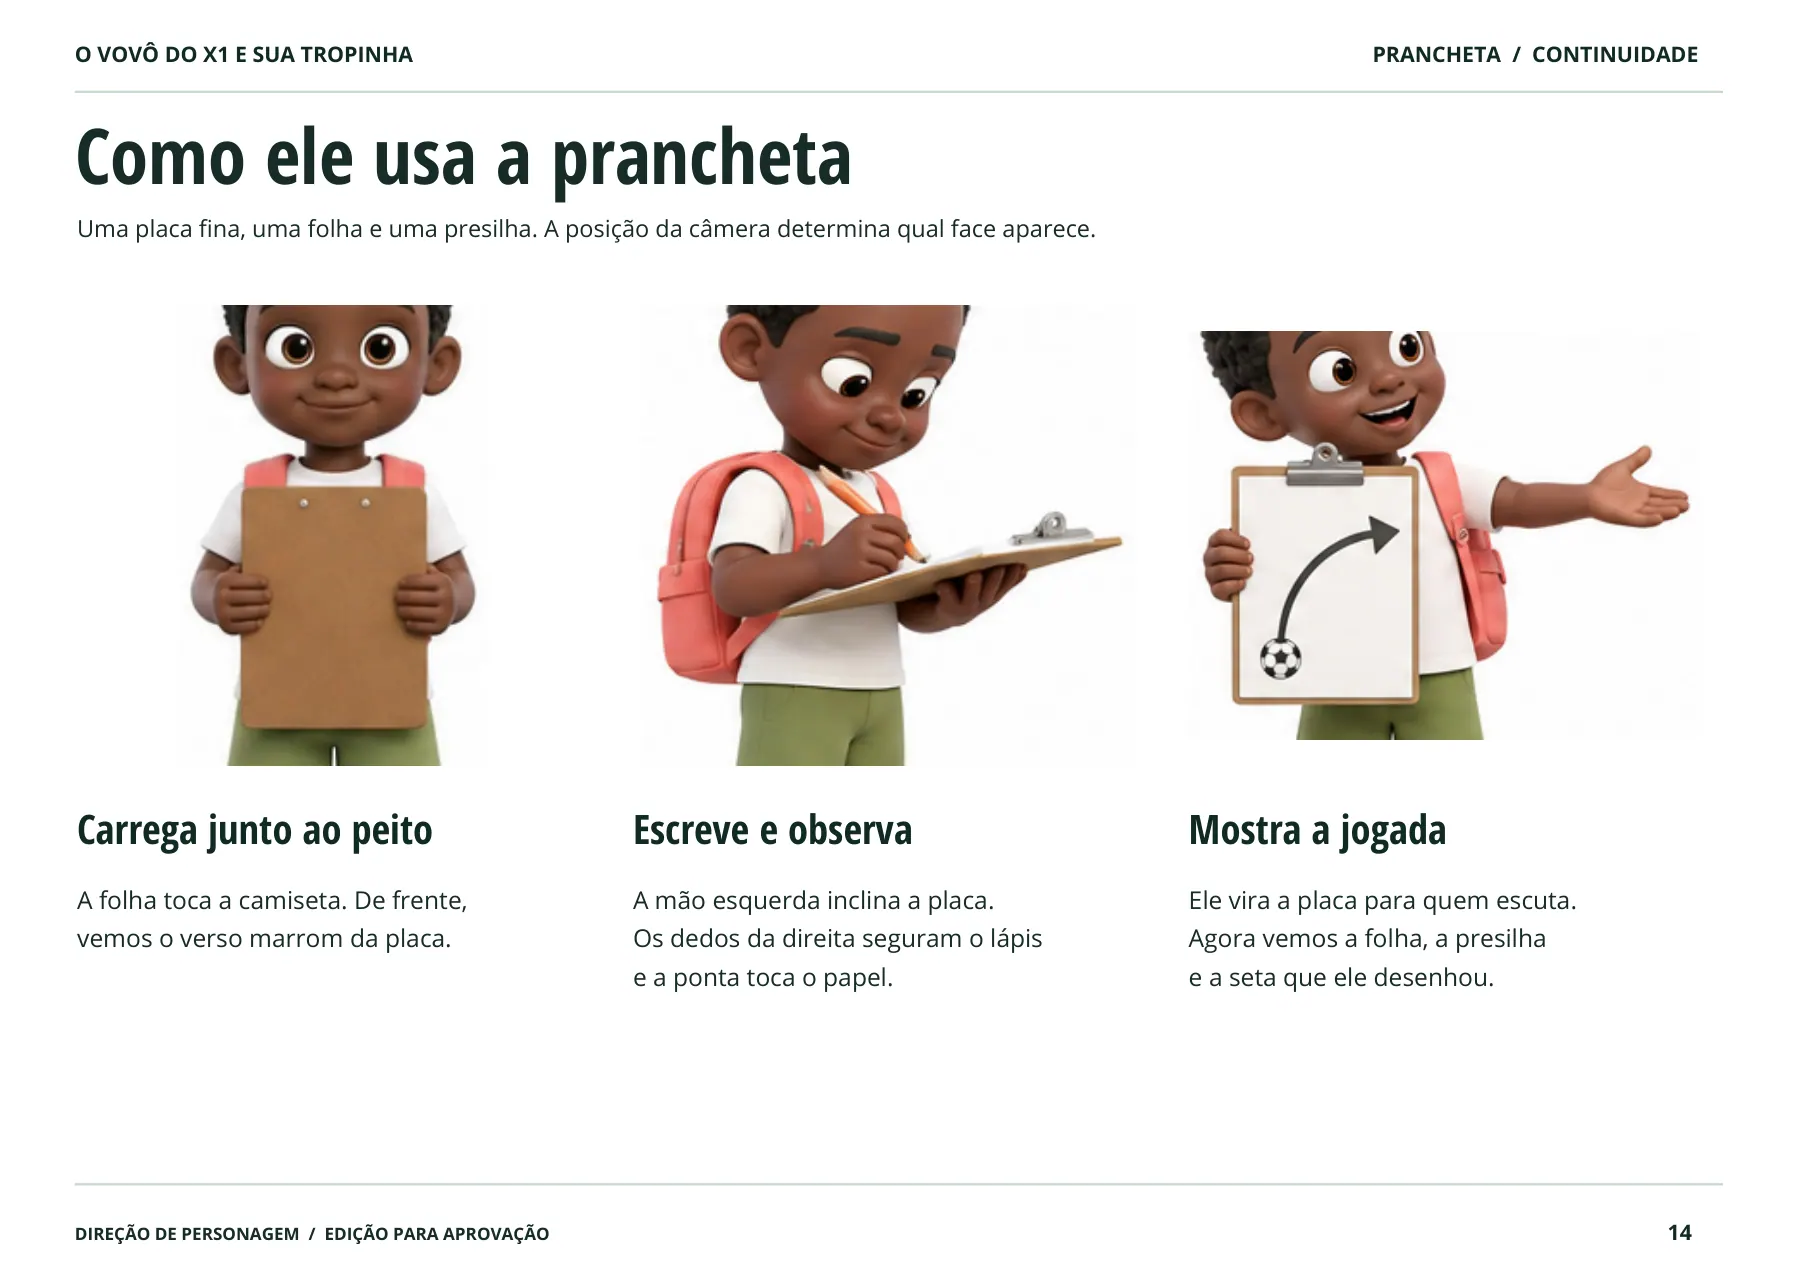 O VOVÔ DO X1 E SUA TROPINHA
PRANCHETA / CONTINUIDADE
Como ele usa a prancheta
Uma placa fina, uma folha e uma presilha. A posição da câmera determina qual face aparece.
Carrega junto ao peito
A folha toca a camiseta. De frente,
vemos o verso marrom da placa.
Escreve e observa
A mão esquerda inclina a placa.
Os dedos da direita seguram o lápis
e a ponta toca o papel.
Mostra a jogada
Ele vira a placa para quem escuta.
Agora vemos a folha, a presilha
e a seta que ele desenhou.
DIREÇÃO DE PERSONAGEM / EDIÇÃO PARA APROVAÇÃO
14